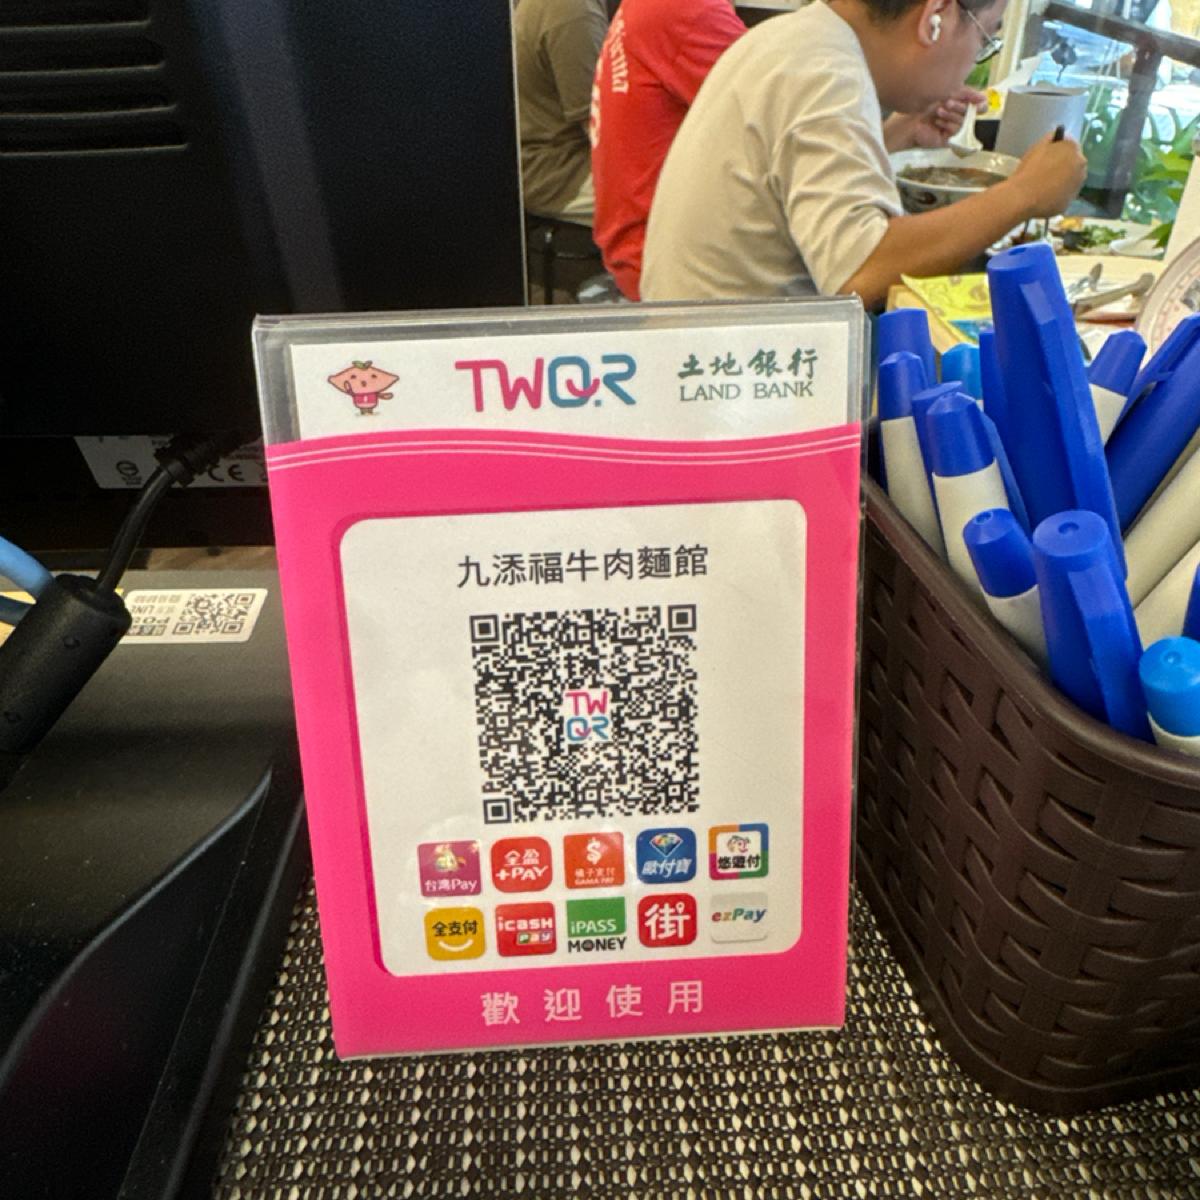 TWQR
土地銀行
LAND BANK
九添福牛肉麵館
TW
QR
台灣Pay
全盈
+PAY
橘子支付
GAMA PAY
歐付寶
悠遊付
全支付
icash
Pay
iPASS
MONEY
街
ezPay
歡迎使用
CE